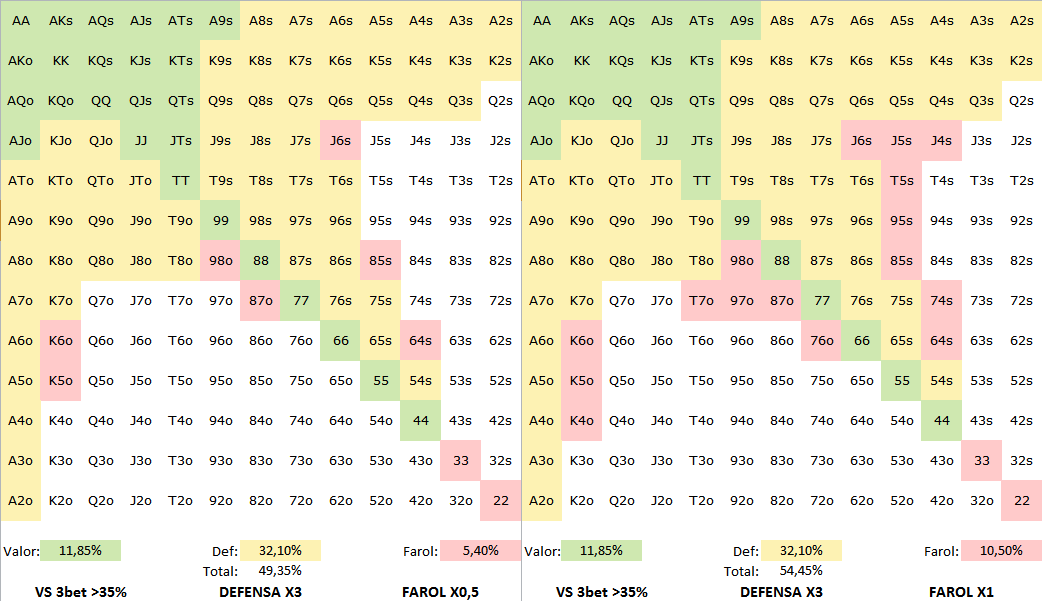 AA AKs AQs AJs ATs A9s A8s A7s A6s A5s A4s A3s A2s AA AKs AQs AJs ATs A9s A8s A7s A6s A5s A4s A3s A2s
AKo KK KQs KJs KTs K9s K8s K7s K6s K5s K4s K3s K2s AKo KK KQs KJs KTs K9s K8s K7s K6s K5s K4s K3s K2s
AQo KQo QQ QJs QTs Q9s Q8s Q7s Q6s Q5s Q4s Q3s Q2s AQo KQo QQ QJs QTs Q9s Q8s Q7s Q6s Q5s Q4s Q3s Q2s
AJo KJo QJo JJ JTs J9s J8s J7s J6s J5s J4s J3s J2s AJo KJo QJo JJ JTs J9s J8s J7s J6s J5s J4s J3s J2s
ATo KTo QTo JTo TT T9s T8s T7s T6s T5s T4s T3s T2s ATo KTo QTo JTo TT T9s T8s T7s T6s T5s T4s T3s T2s
A9o K9o Q9o J9o T9o 99 98s 97s 96s 95s 94s 93s 92s A9o K9o Q9o J9o T9o 99 98s 97s 96s 95s 94s 93s 92s
A8o K8o Q8o J8o T8o 98o 88 87s 86s 85s 84s 83s 82s A8o K8o Q8o J8o T8o 98o 88 87s 86s 85s 84s 83s 82s
A7o K7o Q7o J7o T7o 97o 87o 77 76s 75s 74s 73s 72s A7o K7o Q7o J7o T7o 97o 87o 77 76s 75s 74s 73s 72s
A6o K6o Q6o J6o T6o 96o 86o 76o 66 65s 64s 63s 62s A6o K6o Q6o J6o T6o 96o 86o 76o 66 65s 64s 63s 62s
A5o K5o Q5o J5o T5o 95o 85o 75o 65o 55 54s 53s 52s A5o K5o Q5o J5o T5o 95o 85o 75o 65o 55 54s 53s 52s
A4o K4o Q4o J4o T4o 94o 84o 74o 64o 54o 44 43s 42s A4o K4o Q4o J4o T4o 94o 84o 74o 64o 54o 44 43s 42s
A3o K3o Q3o J3o T3o 93o 83o 73o 63o 53o 43o 33 32s A3o K3o Q3o J3o T3o 93o 83o 73o 63o 53o 43o 33 32s
A2o K2o Q2o J2o T2o 92o 82o 72o 62o 52o 42o 32o 22 A2o K2o Q2o J2o T2o 92o 82o 72o 62o 52o 42o 32o 22
Valor: 11,85% Def: 32,10% Farol: 5,40% Valor: 11,85% Def: 32,10% Farol: 10,50%
Total: 49,35% Total: 54,45%
VS 3bet >35% DEFENSA X3 FAROL X0,5 VS 3bet >35% DEFENSA X3 FAROL X1